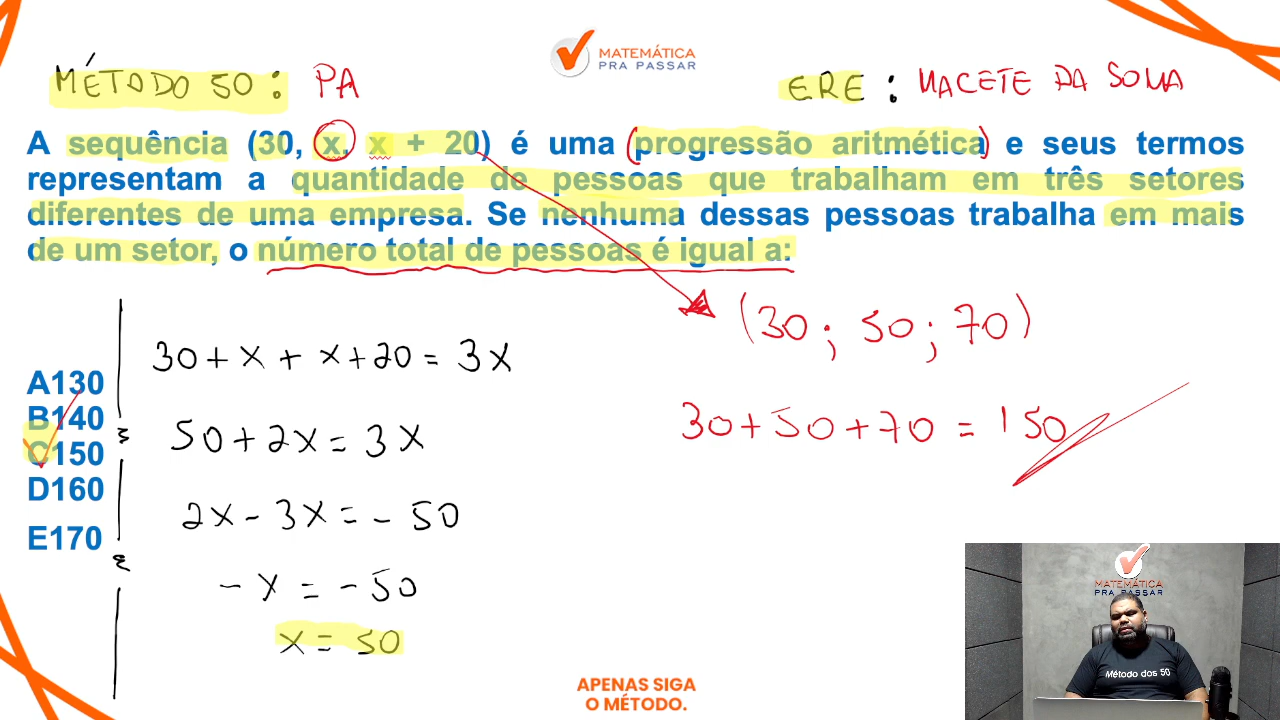 MATEMÁTICA
PRA PASSAR
MÉTODO 50: PA
ERE: MACETE DA SOMA
A sequência (30, x, x + 20) é uma (progressão aritmética) e seus termos
representam a quantidade de pessoas que trabalham em três setores
diferentes de uma empresa. Se nenhuma dessas pessoas trabalha em mais
de um setor, o número total de pessoas é igual a:
A130
B140
C150
D160
E170
30 + x + x + 20 = 3x
50 + 2x = 3x
2x - 3x = - 50
- x = - 50
x = 50
(30 ; 50 ; 70)
30 + 50 + 70 = 150
MATEMÁTICA
PRA PASSAR
Método dos 50
APENAS SIGA
O MÉTODO.